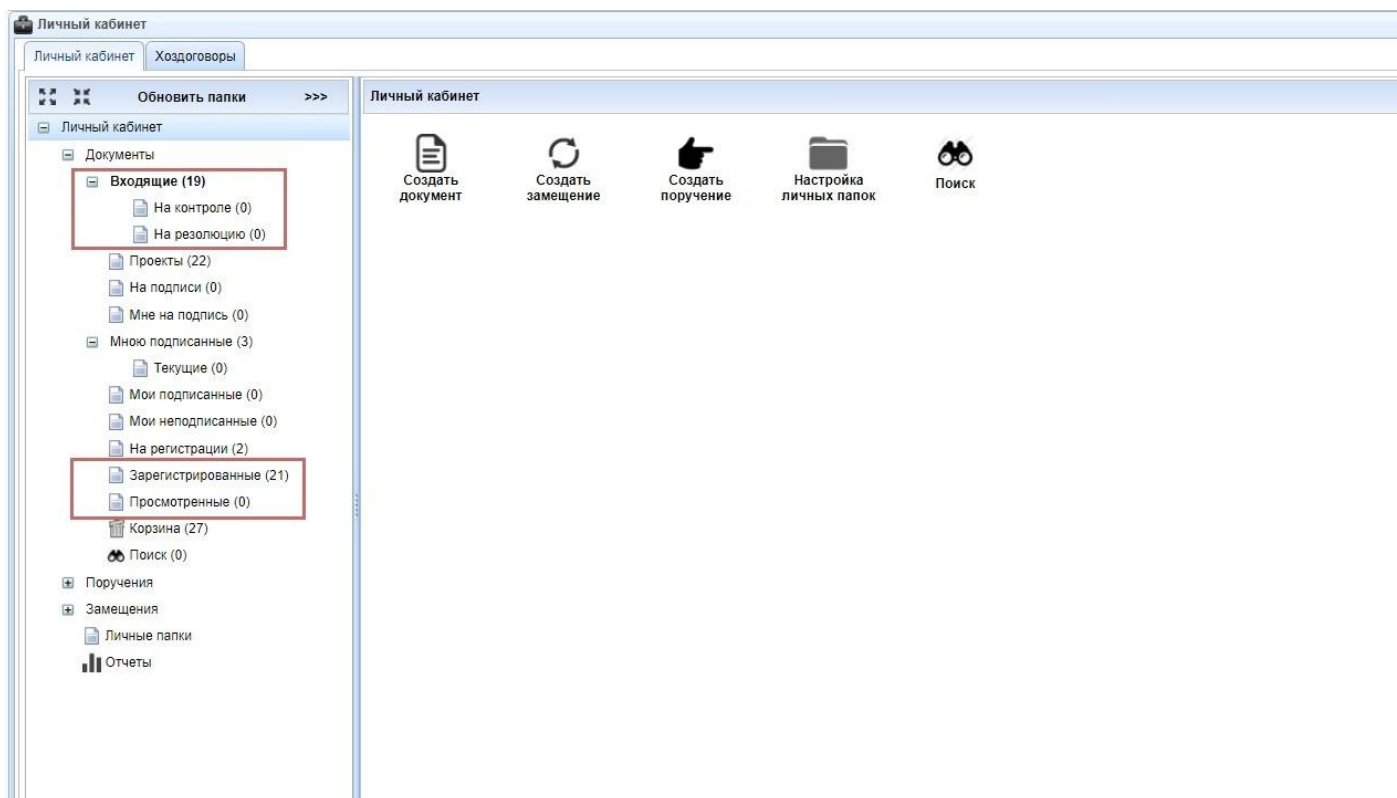 Личный кабинет
Личный кабинет
Хоздоговоры
Обновить папки >>>
Личный кабинет
Документы
Входящие (19)
На контроле (0)
На резолюцию (0)
Проекты (22)
На подписи (0)
Мне на подпись (0)
Мною подписанные (3)
Текущие (0)
Мои подписанные (0)
Мои неподписанные (0)
На регистрации (2)
Зарегистрированные (21)
Просмотренные (0)
Корзина (27)
Поиск (0)
Поручения
Замещения
Личные папки
Отчеты
Личный кабинет
Создать
документ
Создать
замещение
Создать
поручение
Настройка
личных папок
Поиск